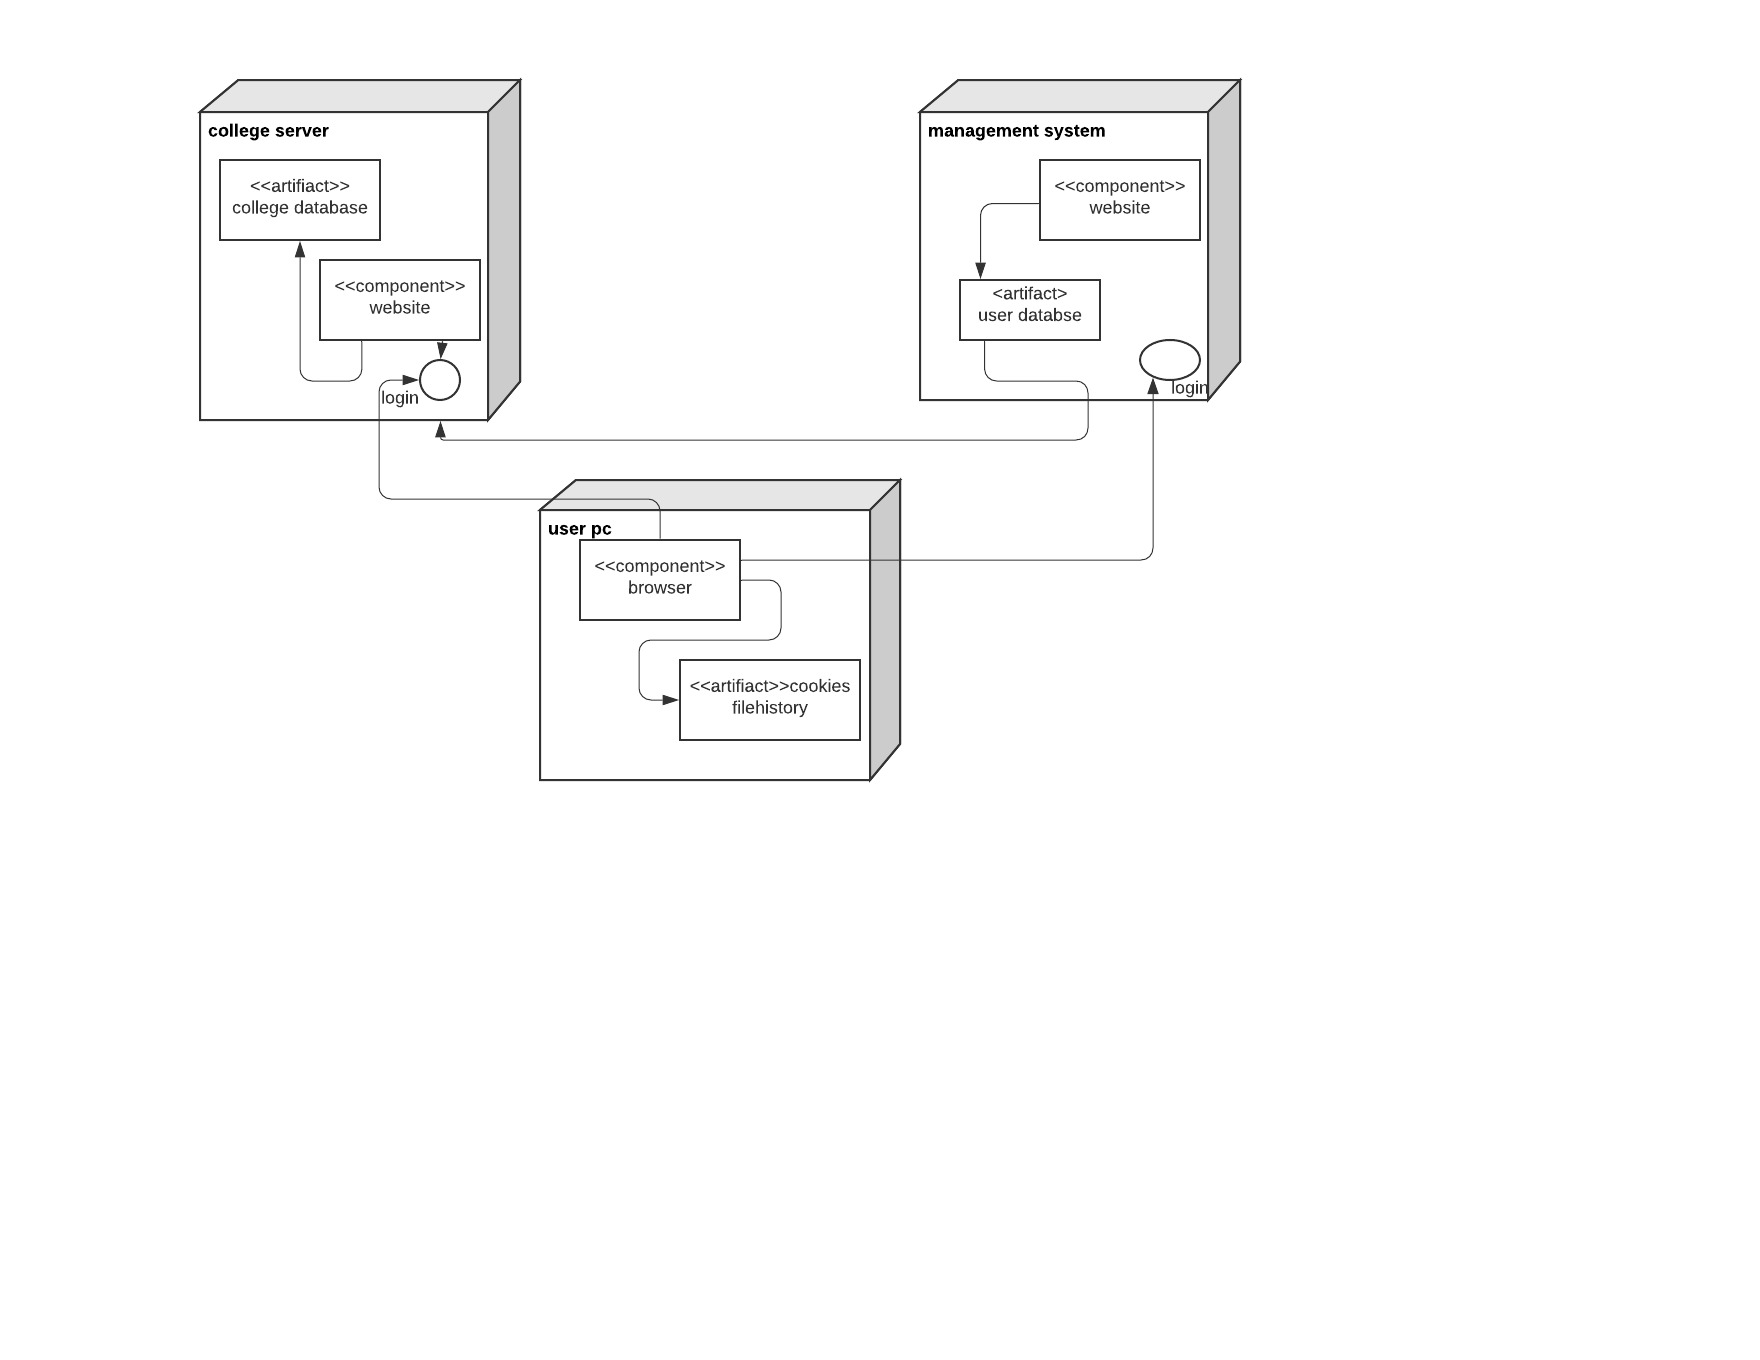 college server
<<artifiact>>
college database
<<component>>
website
login
management system
<<component>>
website
<artifact>
user databse
login
user pc
<<component>>
browser
<<artifiact>>cookies
filehistory